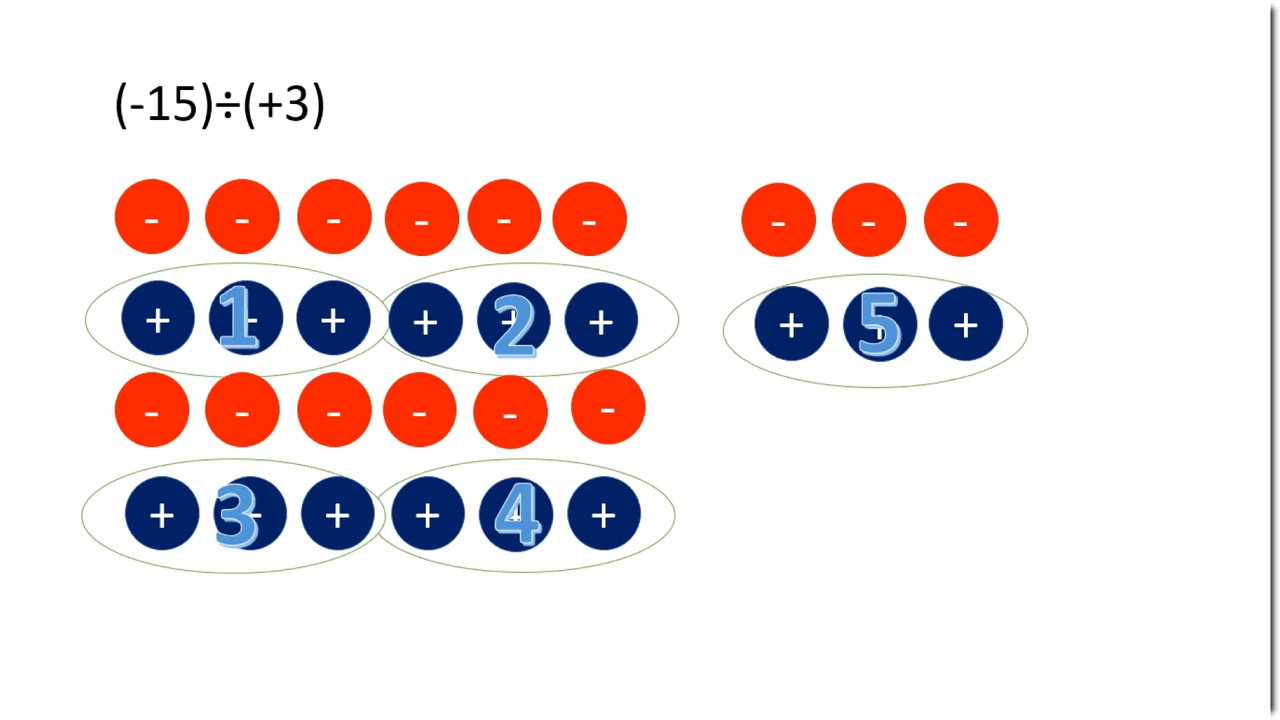 (-15)÷(+3)
- - - - - - - - -
+ 1 + + 2 + + 5 +
- - - - - -
+ 3 + + 4 +